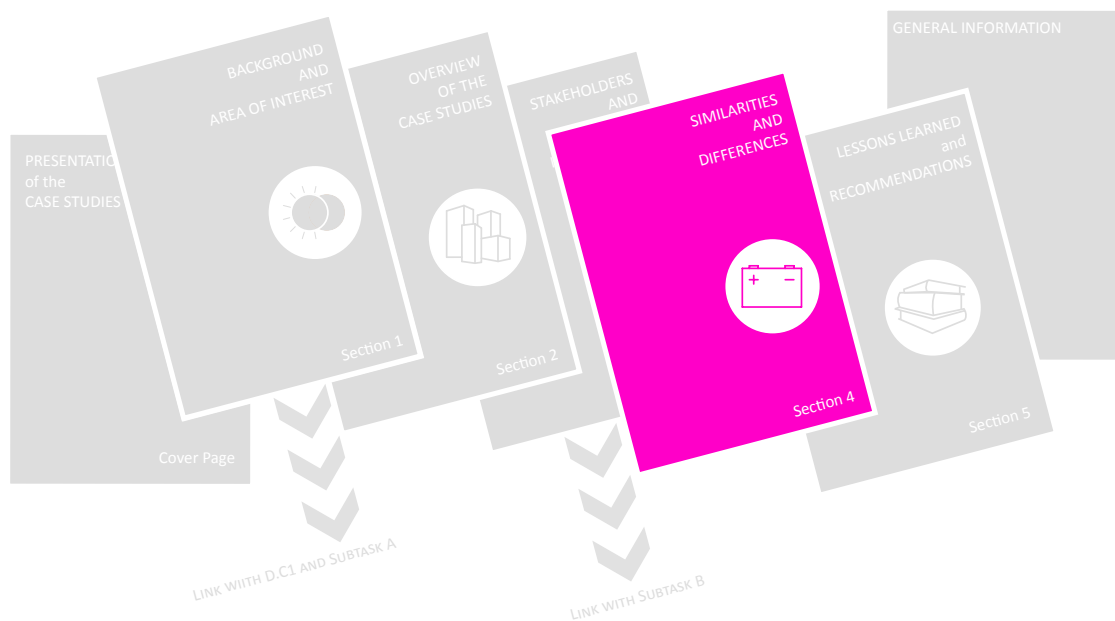 PRESENTATIO
of the
CASE STUDIES
Cover Page
BACKGROUND
AND
AREA OF INTEREST
Section 1
OVERVIEW
OF THE
CASE STUDIES
Section 2
STAKEHOLDERS
AND
SIMILARITIES
AND
DIFFERENCES
+ −
Section 4
LESSONS LEARNED
and
RECOMMENDATIONS
Section 5
GENERAL INFORMATION
LINK WIITH D.C1 AND SUBTASK A
LINK WITH SUBTASK B